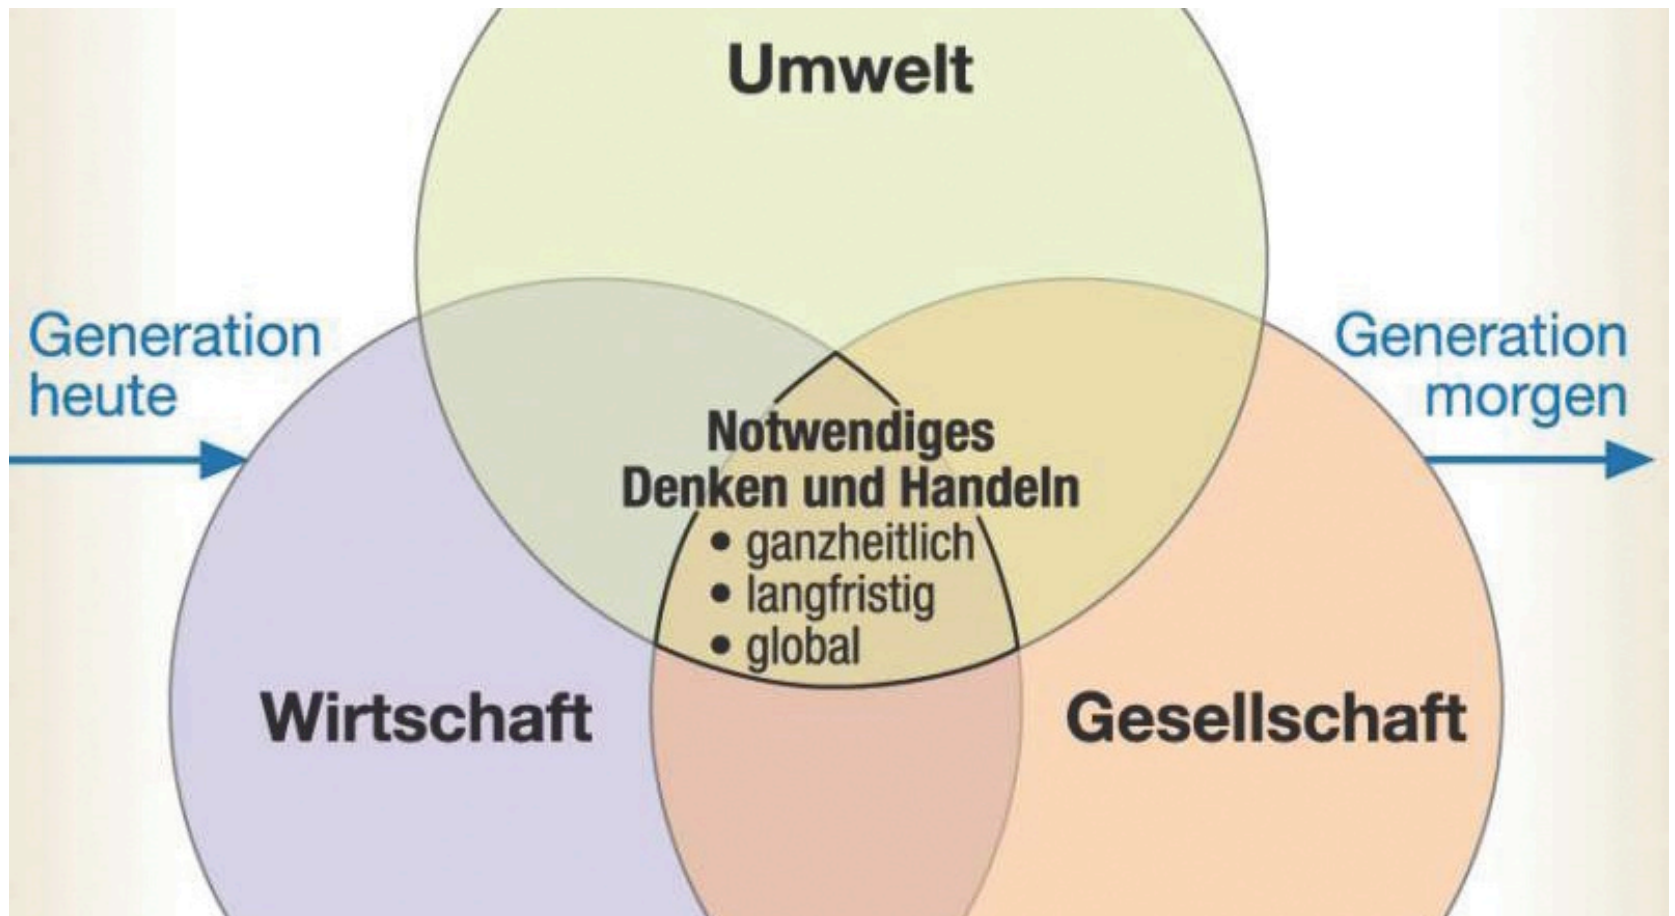 Umwelt
Generation
heute
Generation
morgen
Notwendiges
Denken und Handeln
• ganzheitlich
• langfristig
• global
Wirtschaft
Gesellschaft